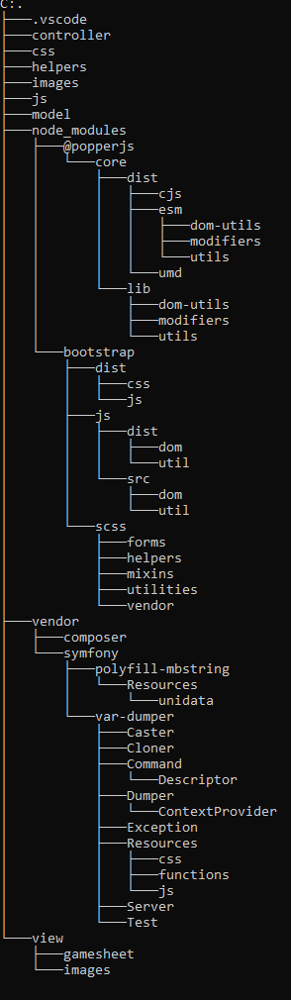 C:.
├───.vscode
├───controller
├───css
├───helpers
├───images
├───js
├───model
├───node_modules
│   ├───@popperjs
│   │   └───core
│   │       ├───dist
│   │       │   ├───cjs
│   │       │   ├───esm
│   │       │   │   ├───dom-utils
│   │       │   │   ├───modifiers
│   │       │   │   └───utils
│   │       │   └───umd
│   │       └───lib
│   │           ├───dom-utils
│   │           ├───modifiers
│   │           └───utils
│   └───bootstrap
│       ├───dist
│       │   ├───css
│       │   └───js
│       ├───js
│       │   ├───dist
│       │   │   ├───dom
│       │   │   └───util
│       │   └───src
│       │       ├───dom
│       │       └───util
│       └───scss
│           ├───forms
│           ├───helpers
│           ├───mixins
│           ├───utilities
│           └───vendor
├───vendor
│   ├───composer
│   └───symfony
│       ├───polyfill-mbstring
│       │   └───Resources
│       │       └───unidata
│       └───var-dumper
│           ├───Caster
│           ├───Cloner
│           ├───Command
│           │   └───Descriptor
│           ├───Dumper
│           │   └───ContextProvider
│           ├───Exception
│           ├───Resources
│           │   ├───css
│           │   ├───functions
│           │   └───js
│           ├───Server
│           └───Test
└───view
    ├───gamesheet
    └───images